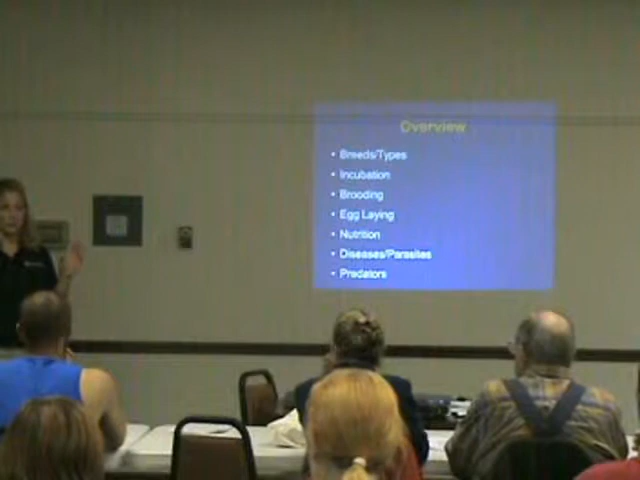 Overview
• Breeds/Types
• Incubation
• Brooding
• Egg Laying
• Nutrition
• Diseases/Parasites
• Predators